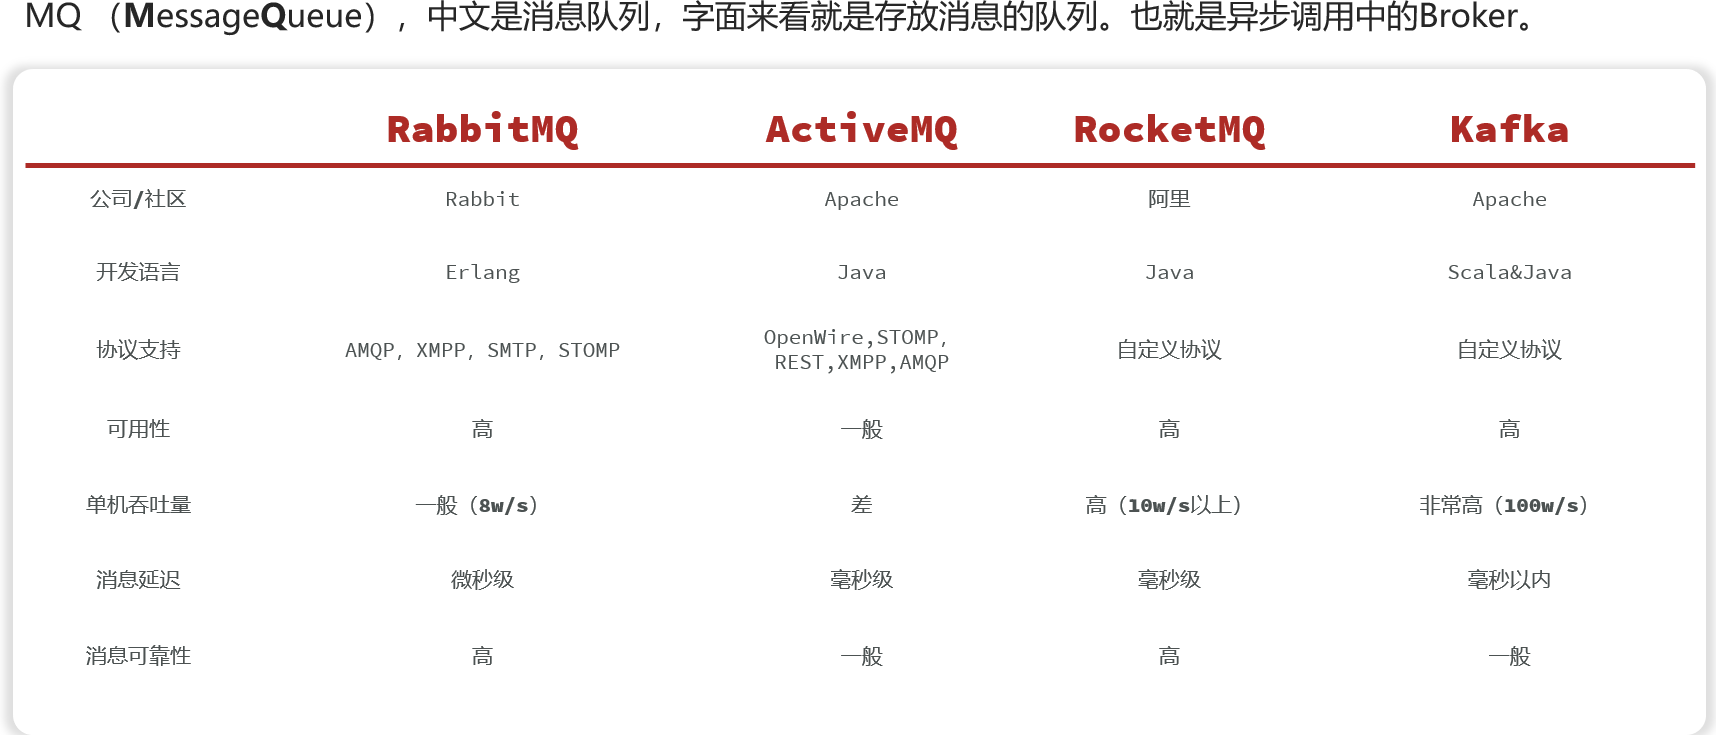 MQ （MessageQueue），中文是消息队列，字面来看就是存放消息的队列。也就是异步调用中的Broker。
RabbitMQ ActiveMQ RocketMQ Kafka
公司/社区 Rabbit Apache 阿里 Apache
开发语言 Erlang Java Java Scala&Java
协议支持 AMQP，XMPP，SMTP，STOMP OpenWire,STOMP, 自定义协议 自定义协议
REST,XMPP,AMQP
可用性 高 一般 高 高
单机吞吐量 一般（8w/s） 差 高（10w/s以上） 非常高（100w/s）
消息延迟 微秒级 毫秒级 毫秒级 毫秒以内
消息可靠性 高 一般 高 一般